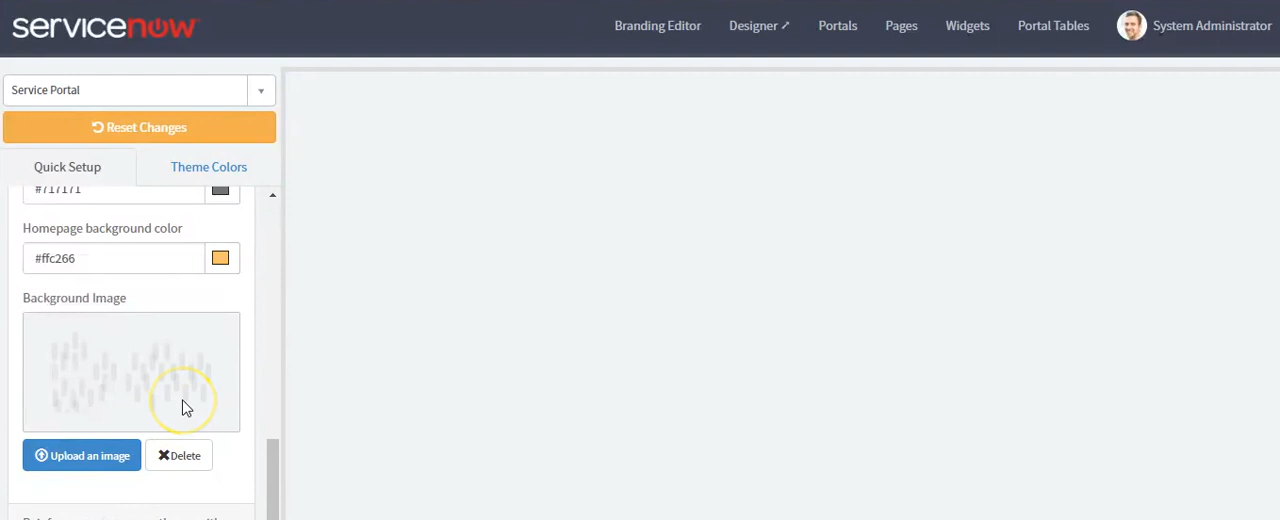 servicenow
Branding Editor
Designer
Portals
Pages
Widgets
Portal Tables
System Administrator
Service Portal
Reset Changes
Quick Setup
Theme Colors
#717171
Homepage background color
#ffc266
Background Image
Upload an image
Delete